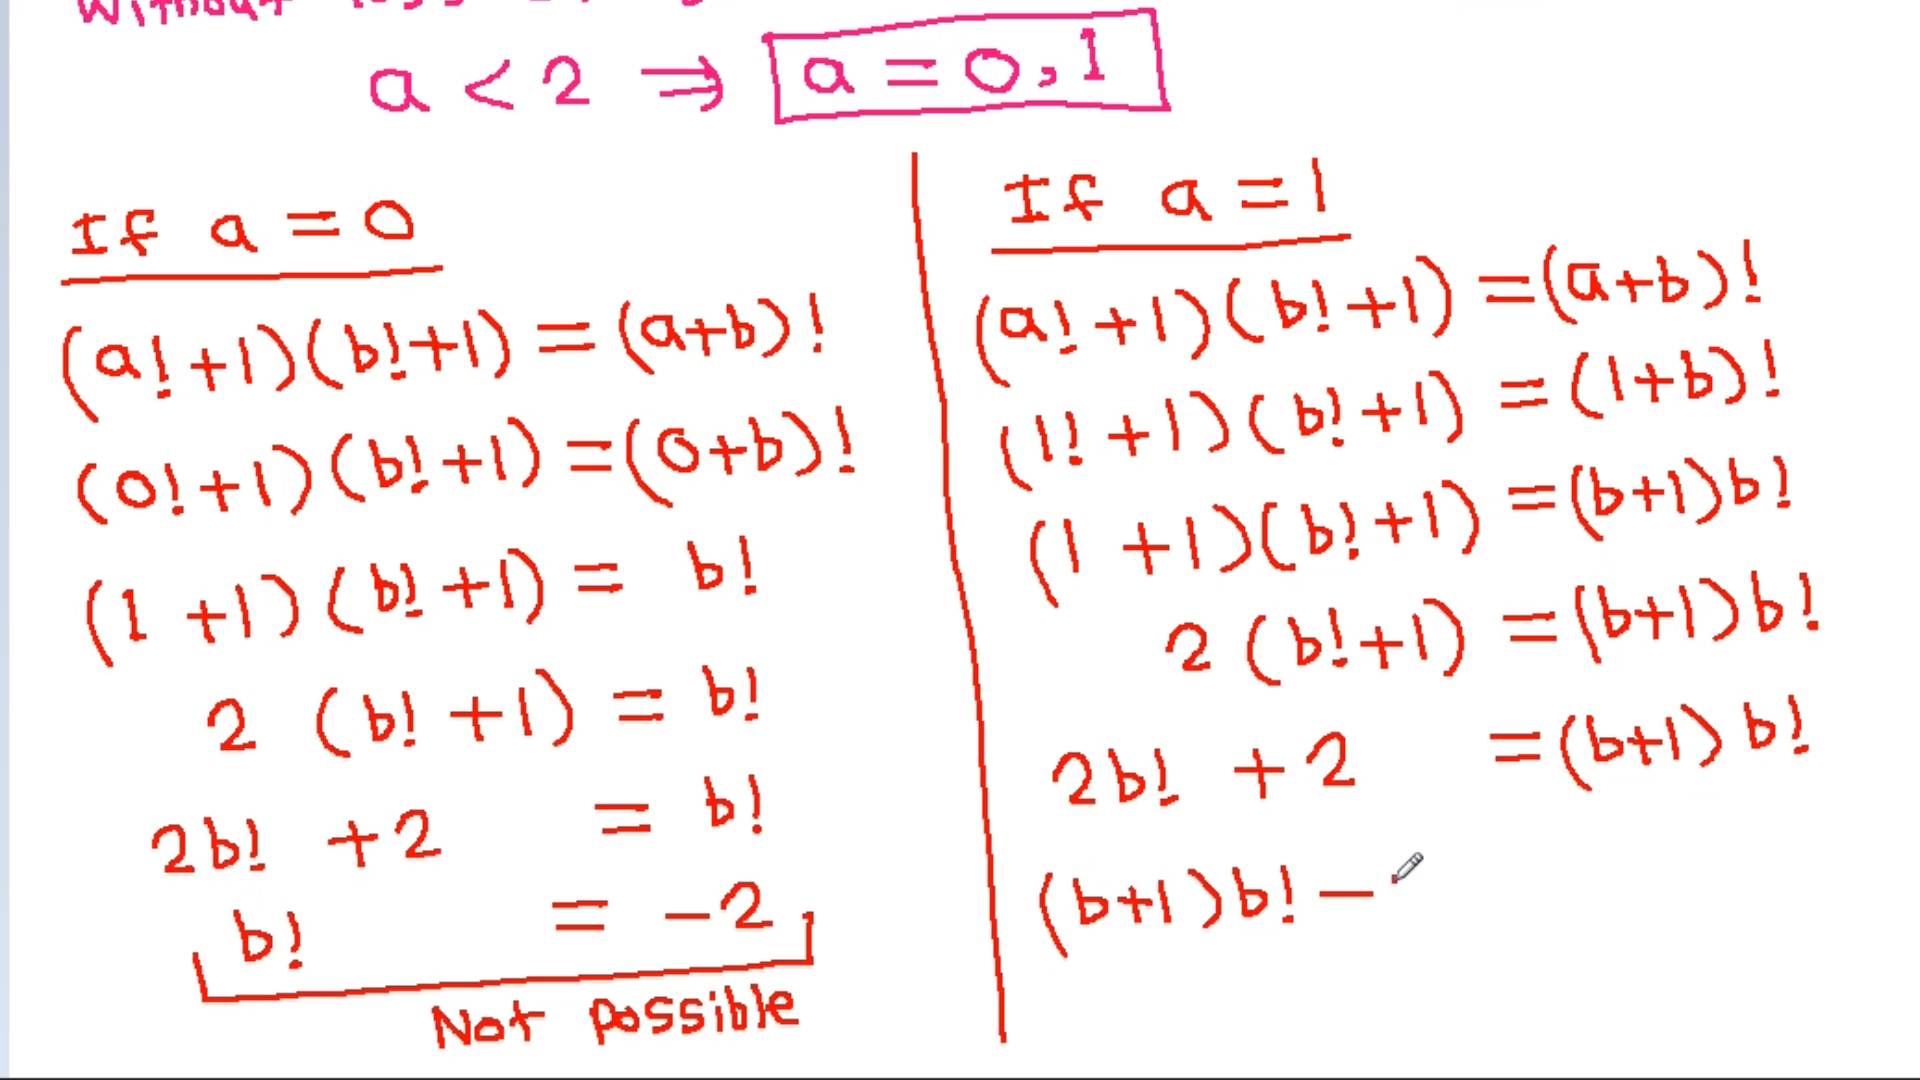 Without
a < 2 ⇒ a = 0, 1
If a = 0
(a! + 1)(b! + 1) = (a+b)!
(0! + 1)(b! + 1) = (0+b)!
(1 + 1)(b! + 1) = b!
2 (b! + 1) = b!
2b! + 2 = b!
b! = -2
Not possible
If a = 1
(a! + 1)(b! + 1) = (a+b)!
(1! + 1)(b! + 1) = (1+b)!
(1 + 1)(b! + 1) = (b+1)b!
2 (b! + 1) = (b+1)b!
2b! + 2 = (b+1)b!
(b+1)b! -